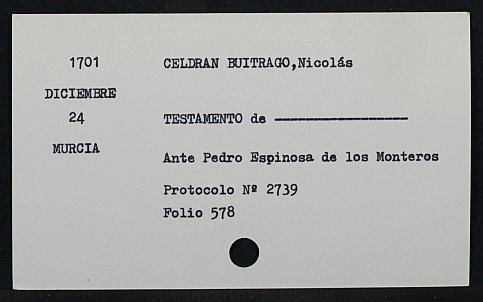 1701 CELDRAN BUITRAGO,Nicolás
DICIEMBRE
24 TESTAMENTO de -----------------
MURCIA
Ante Pedro Espinosa de los Monteros
Protocolo Nº 2739
Folio 578